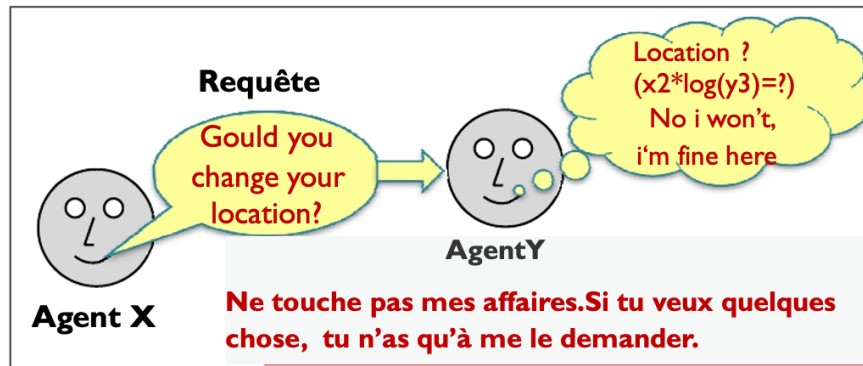 Requête
Gould you
change your
location?
Location ?
(x2*log(y3)=?)
No i won't,
i'm fine here
Agent X
AgentY
Ne touche pas mes affaires.Si tu veux quelques
chose, tu n'as qu'à me le demander.